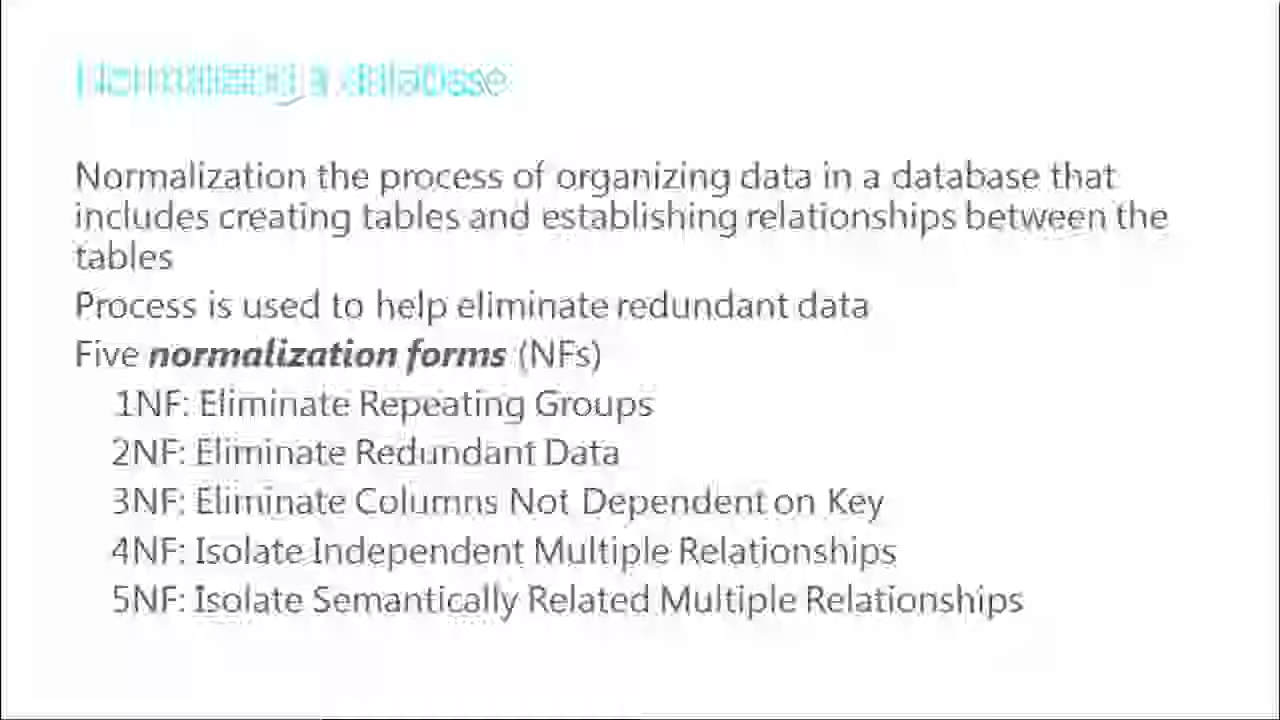 Normalizing a database
Normalization the process of organizing data in a database that
includes creating tables and establishing relationships between the
tables
Process is used to help eliminate redundant data
Five normalization forms (NFs)
1NF: Eliminate Repeating Groups
2NF: Eliminate Redundant Data
3NF: Eliminate Columns Not Dependent on Key
4NF: Isolate Independent Multiple Relationships
5NF: Isolate Semantically Related Multiple Relationships